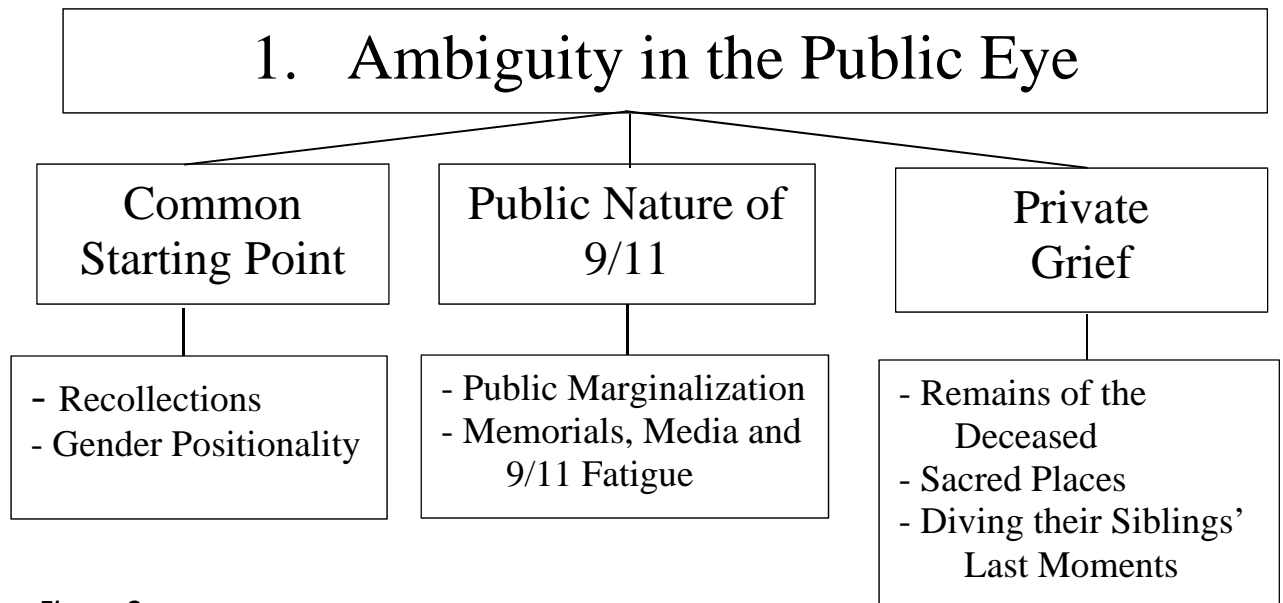 1. Ambiguity in the Public Eye
Common
Starting Point
Public Nature of
9/11
Private
Grief
- Recollections
- Gender Positionality
- Public Marginalization
- Memorials, Media and
9/11 Fatigue
- Remains of the
Deceased
- Sacred Places
- Diving their Siblings’
Last Moments